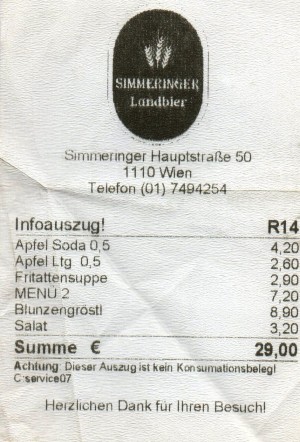 SIMMERINGER
Landbier
Simmeringer Hauptstraße 50
1110 Wien
Telefon (01) 7494254
Infoauszug! R14
Apfel Soda 0,5 4,20
Apfel Ltg 0,5 2,60
Fritattensuppe 2,90
MENÜ 2 7,20
Blunzengröstl 8,90
Salat 3,20
Summe € 29,00
Achtung: Dieser Auszug ist kein Konsumationsbeleg!
C:service07
Herzlichen Dank für Ihren Besuch!